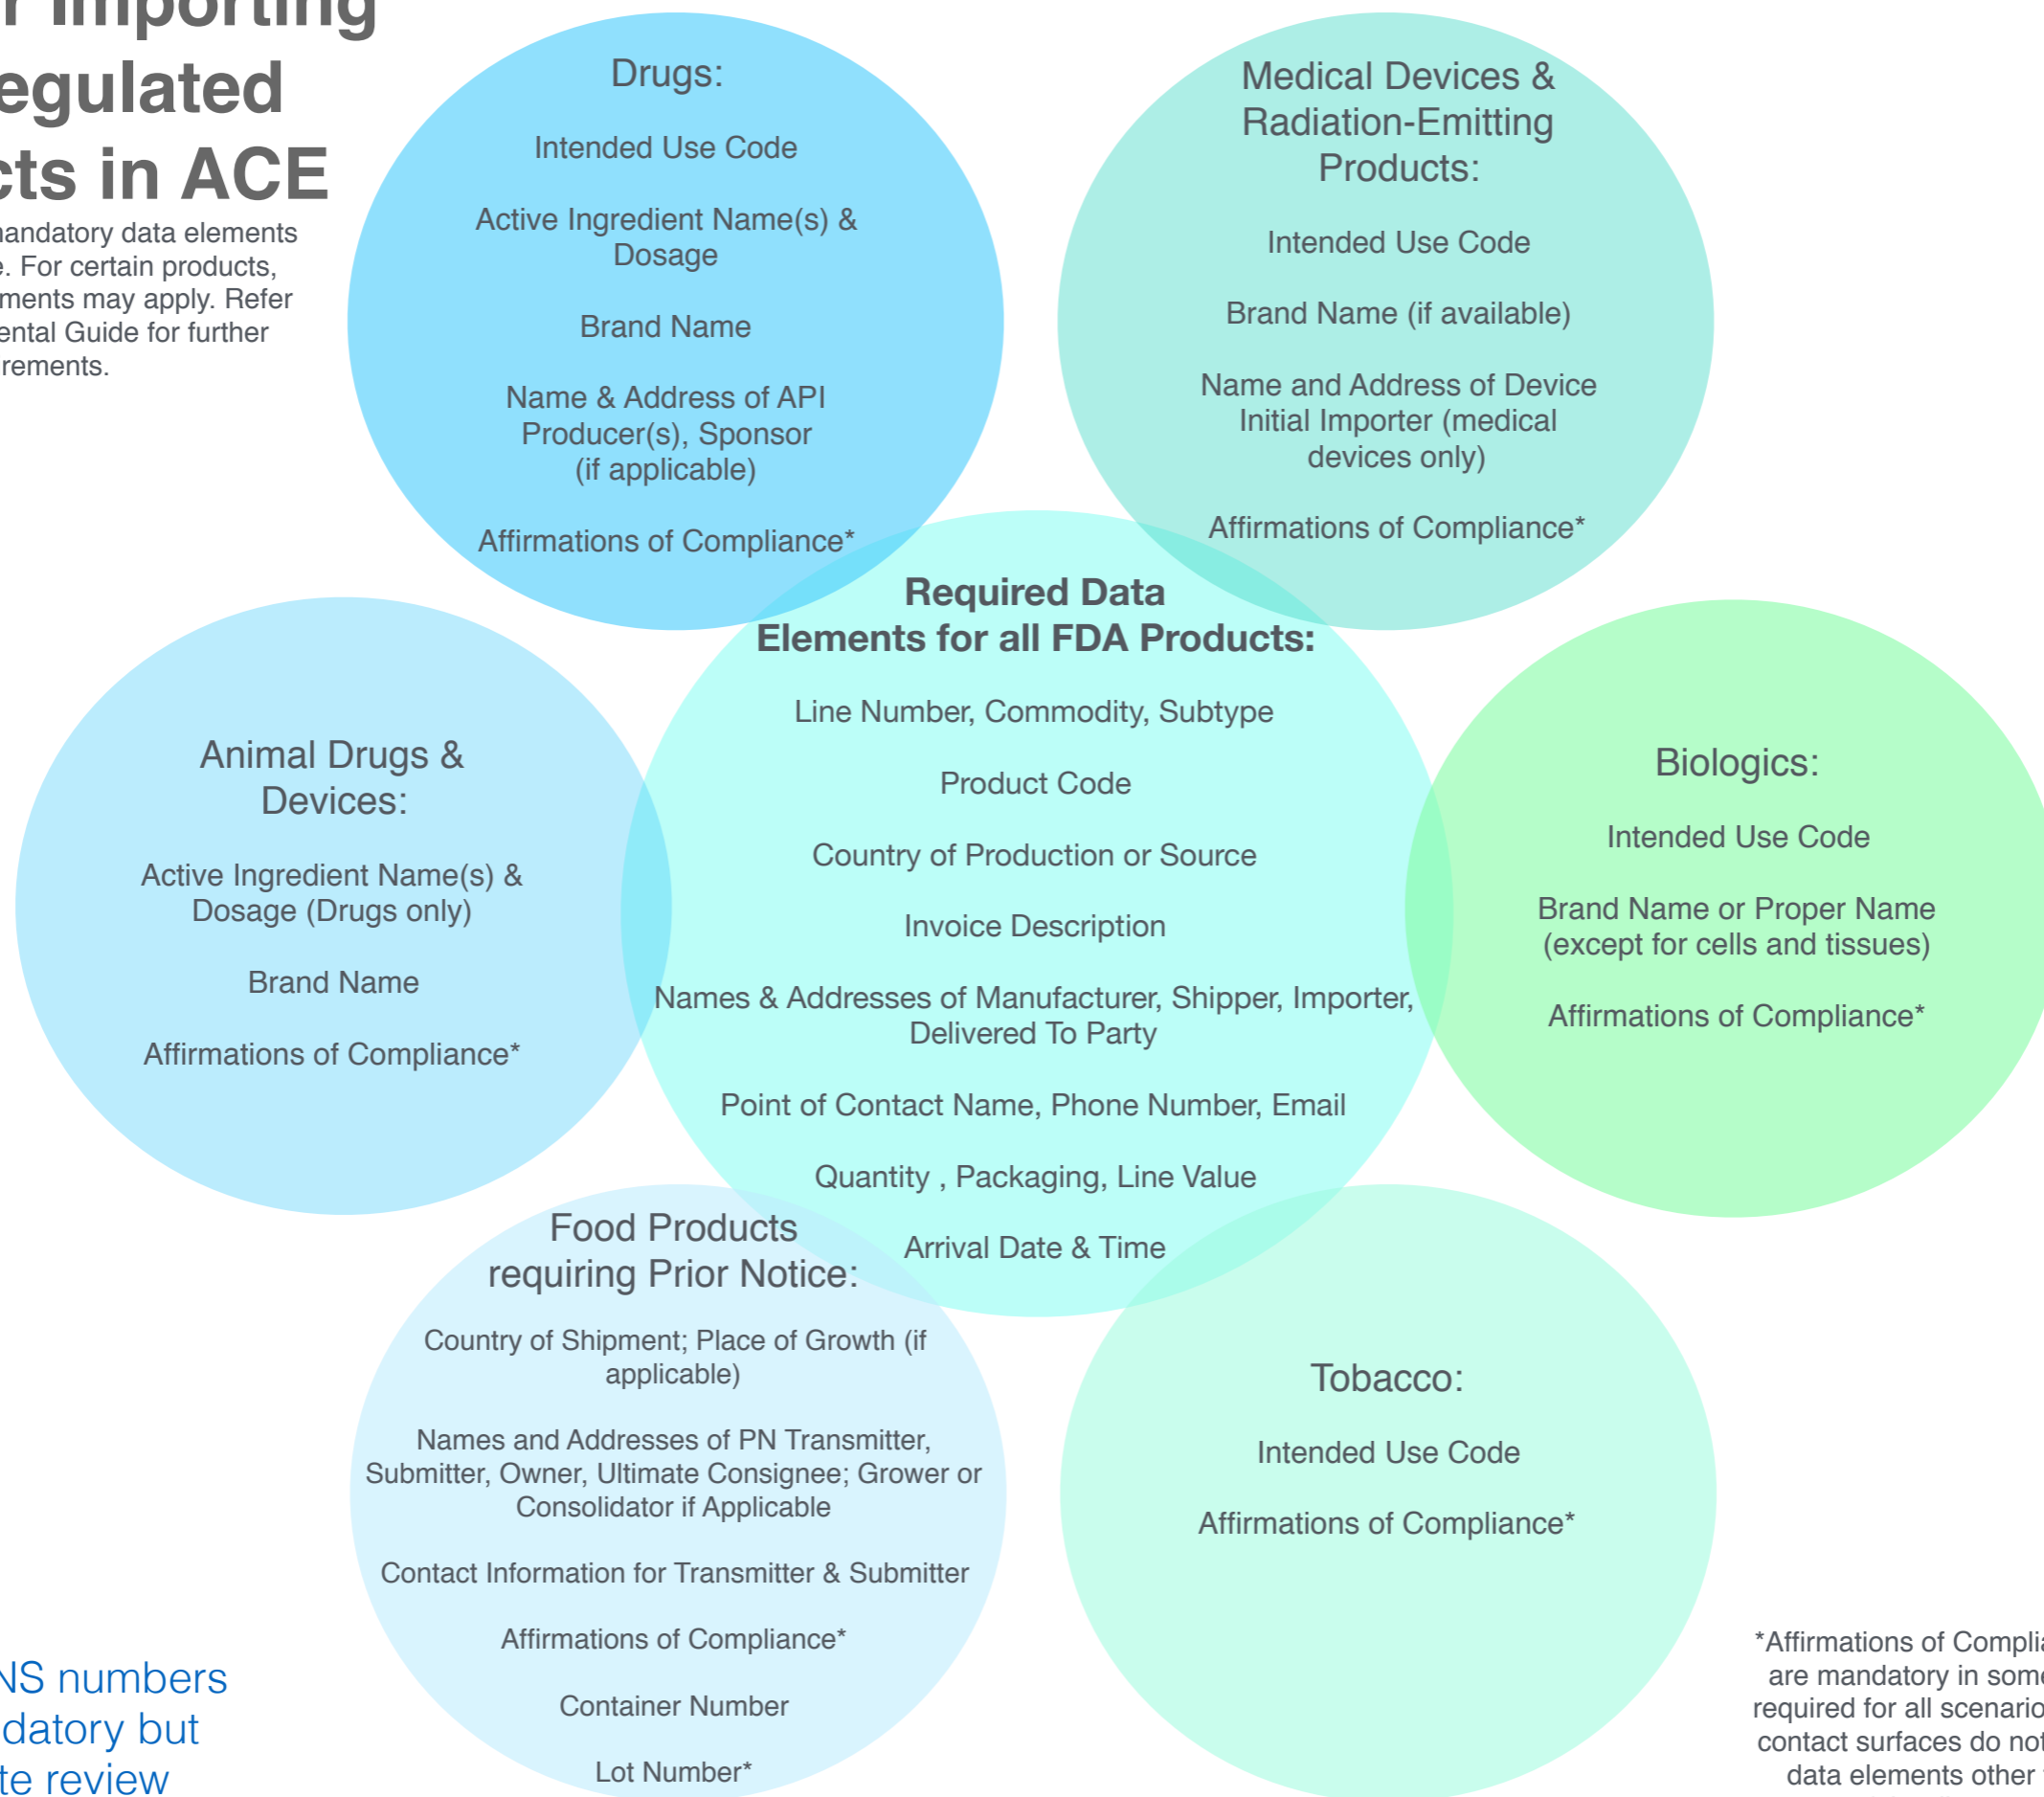 r Importing
egulated
cts in ACE
mandatory data elements
e. For certain products,
ments may apply. Refer
ental Guide for further
rements.
Drugs:
Intended Use Code
Active Ingredient Name(s) &
Dosage
Brand Name
Name & Address of API
Producer(s), Sponsor
(if applicable)
Affirmations of Compliance*
Medical Devices &
Radiation-Emitting
Products:
Intended Use Code
Brand Name (if available)
Name and Address of Device
Initial Importer (medical
devices only)
Affirmations of Compliance*
Required Data
Elements for all FDA Products:
Line Number, Commodity, Subtype
Product Code
Country of Production or Source
Invoice Description
Names & Addresses of Manufacturer, Shipper, Importer,
Delivered To Party
Point of Contact Name, Phone Number, Email
Quantity , Packaging, Line Value
Arrival Date & Time
Animal Drugs &
Devices:
Active Ingredient Name(s) &
Dosage (Drugs only)
Brand Name
Affirmations of Compliance*
Biologics:
Intended Use Code
Brand Name or Proper Name
(except for cells and tissues)
Affirmations of Compliance*
Food Products
requiring Prior Notice:
Country of Shipment; Place of Growth (if
applicable)
Names and Addresses of PN Transmitter,
Submitter, Owner, Ultimate Consignee; Grower or
Consolidator if Applicable
Contact Information for Transmitter & Submitter
Affirmations of Compliance*
Container Number
Lot Number*
Tobacco:
Intended Use Code
Affirmations of Compliance*
NS numbers
datory but
te review
*Affirmations of Complia
are mandatory in some
required for all scenario
contact surfaces do not
data elements other